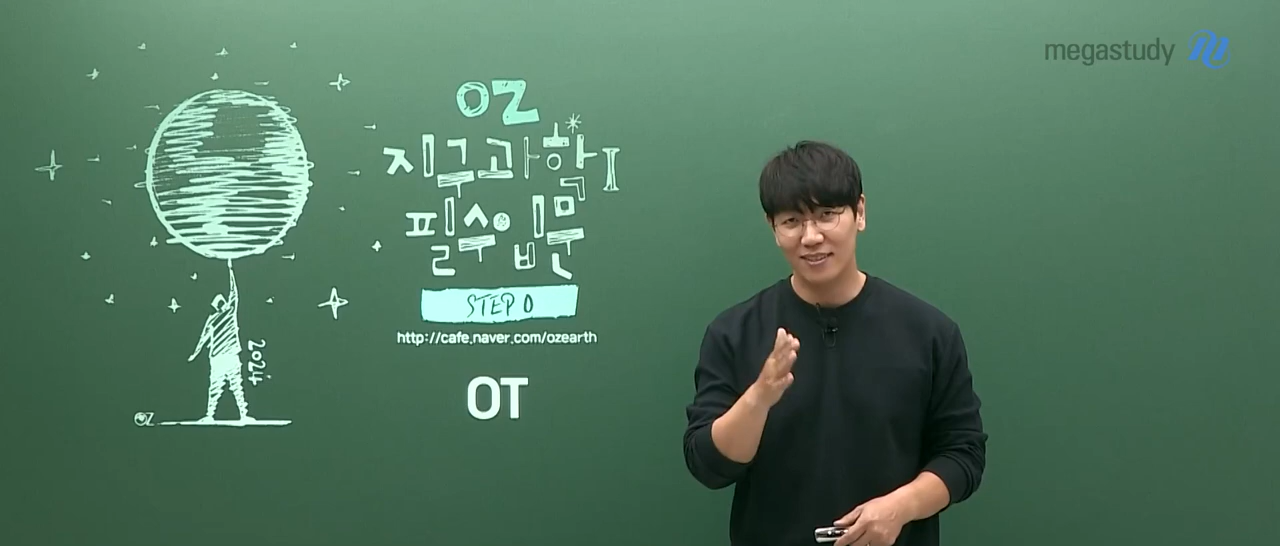 megastudy M
OZ
지구과학I
필수입문
STEP 0
http://cafe.naver.com/ozearth
OT
2024
OZ